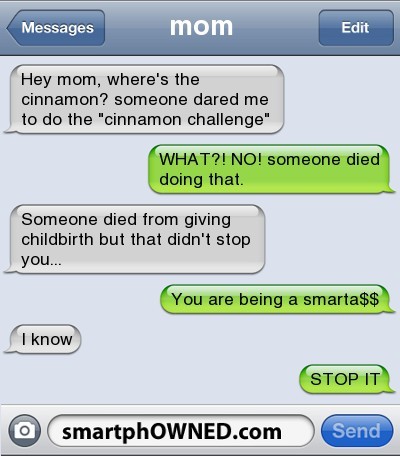 Messages
mom
Edit
Hey mom, where's the
cinnamon? someone dared me
to do the "cinnamon challenge"
WHAT?! NO! someone died
doing that.
Someone died from giving
childbirth but that didn't stop
you...
You are being a smarta$$
I know
STOP IT
smartphOWNED.com
Send